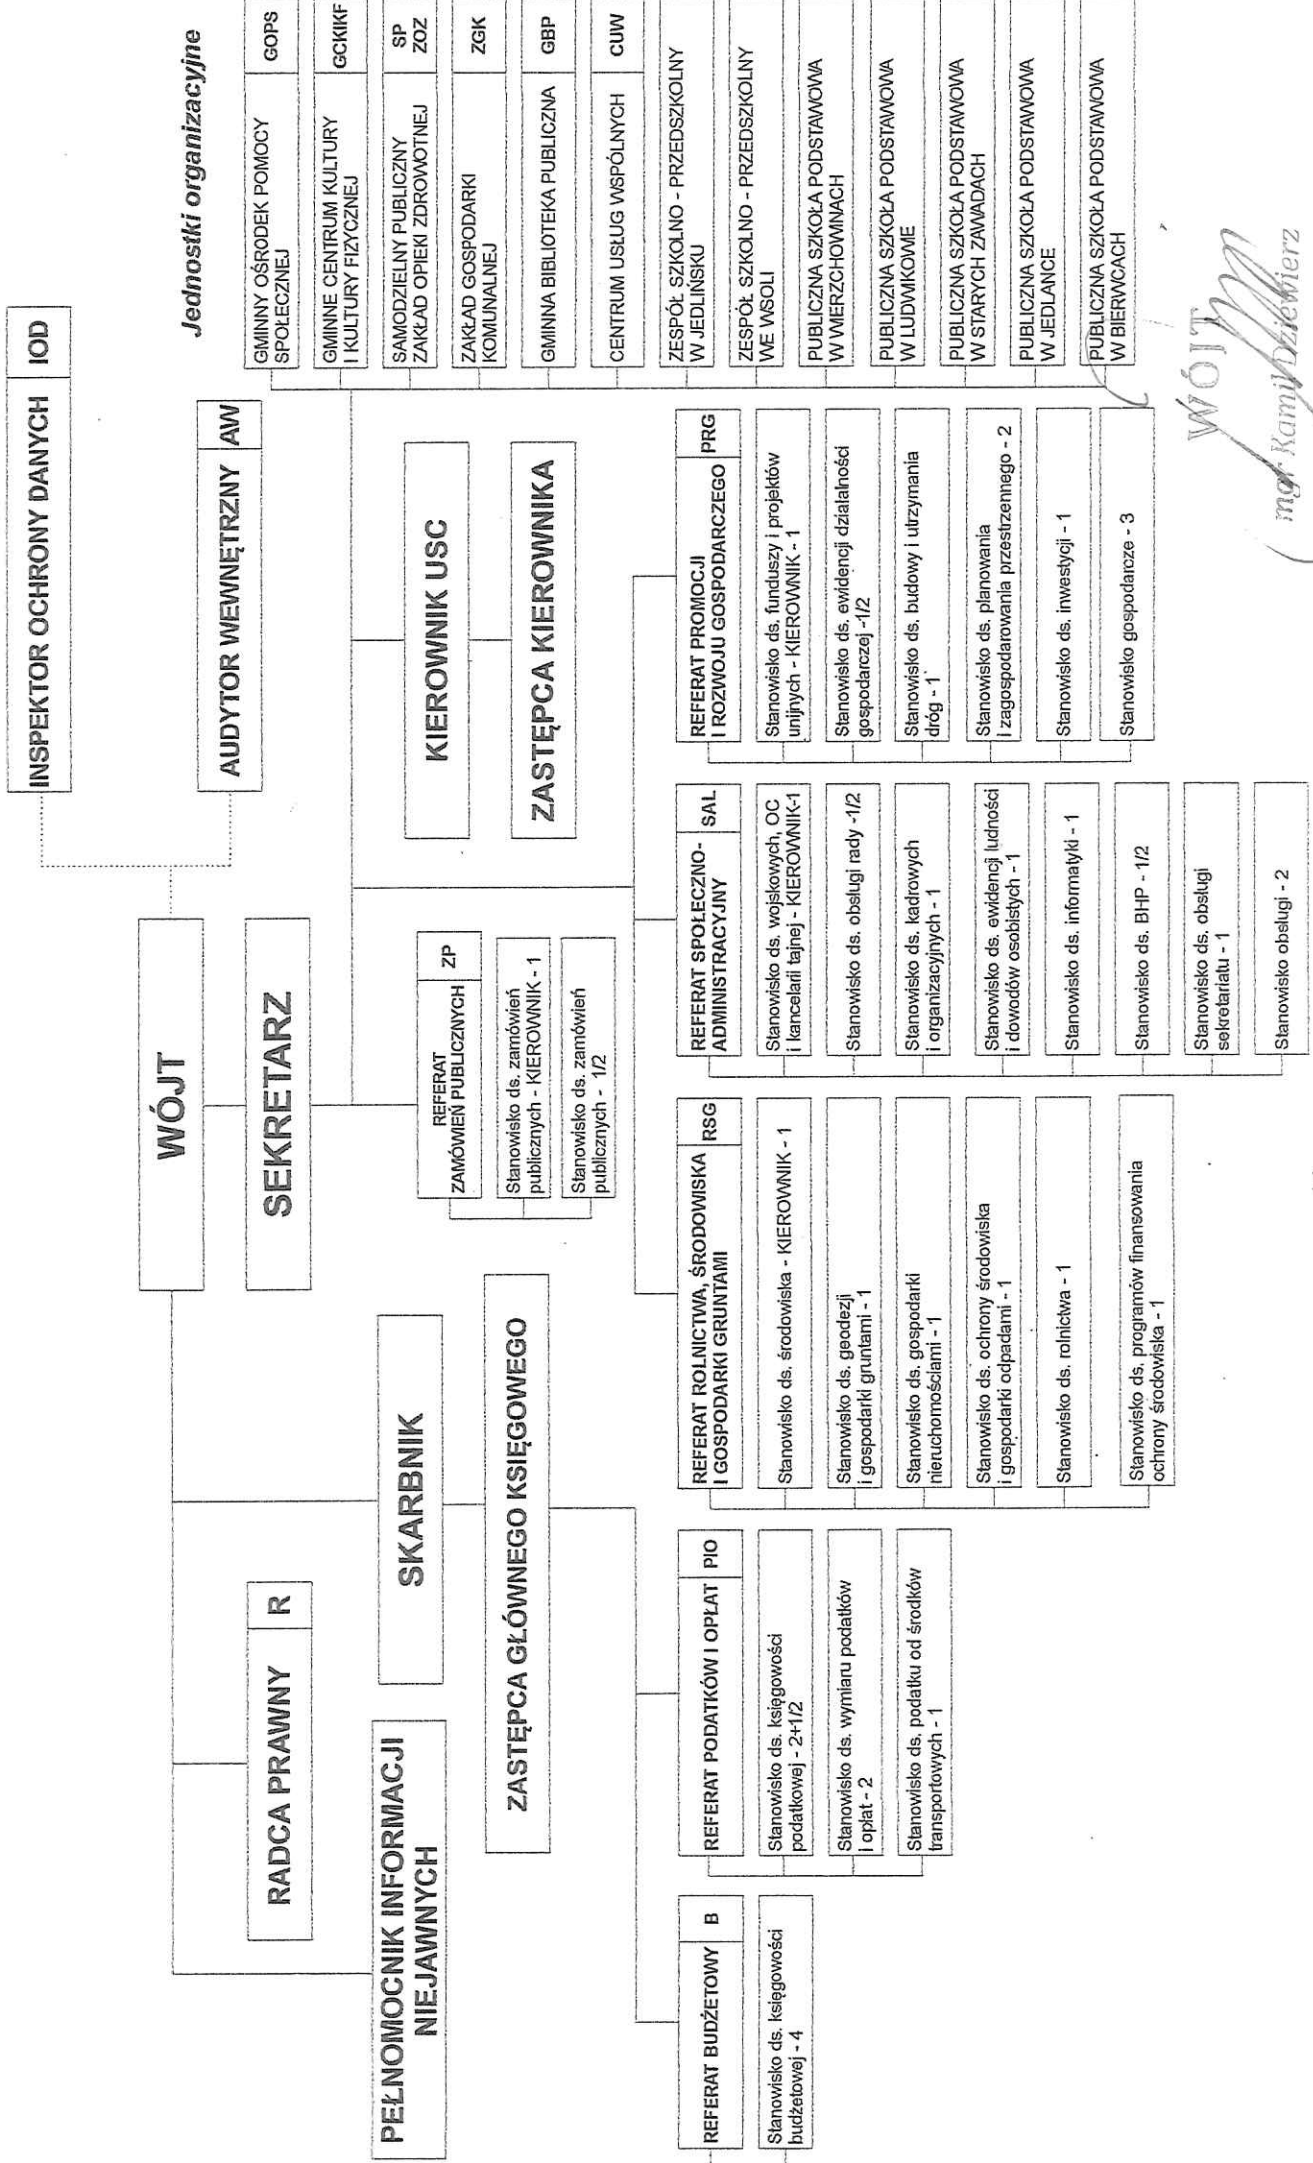 INSPEKTOR OCHRONY DANYCH
IOD
AUDYTOR WEWNĘTRZNY
AW
WÓJT
SEKRETARZ
RADCA PRAWNY
R
PEŁNOMOCNIK INFORMACJI
NIEJAWNYCH
SKARBNIK
ZASTĘPCA GŁÓWNEGO KSIĘGOWEGO
REFERAT
ZAMÓWIEŃ PUBLICZNYCH
ZP
Stanowisko ds. zamówień
publicznych - KIEROWNIK - 1
Stanowisko ds. zamówień
publicznych - 1/2
KIEROWNIK USC
ZASTĘPCA KIEROWNIKA
REFERAT BUDŻETOWY
B
Stanowisko ds. księgowości
budżetowej - 4
REFERAT PODATKÓW I OPŁAT
PIO
Stanowisko ds. księgowości
podatkowej - 2+1/2
Stanowisko ds. wymiaru podatków
i opłat - 2
Stanowisko ds. podatku od środków
transportowych - 1
REFERAT ROLNICTWA, ŚRODOWISKA
I GOSPODARKI GRUNTAMI
RSG
Stanowisko ds. środowiska - KIEROWNIK - 1
Stanowisko ds. geodezji
i gospodarki gruntami - 1
Stanowisko ds. gospodarki
nieruchomościami - 1
Stanowisko ds. ochrony środowiska
i gospodarki odpadami - 1
Stanowisko ds. rolnictwa - 1
Stanowisko ds. programów finansowania
ochrony środowiska - 1
REFERAT SPOŁECZNO-
ADMINISTRACYJNY
SAL
Stanowisko ds. wojskowych, OC
i kancelarii tajnej - KIEROWNIK-1
Stanowisko ds. obsługi rady -1/2
Stanowisko ds. kadrowych
i organizacyjnych - 1
Stanowisko ds. ewidencji ludności
i dowodów osobistych - 1
Stanowisko ds. informatyki - 1
Stanowisko ds. BHP - 1/2
Stanowisko ds. obsługi
sekretariatu - 1
Stanowisko obsługi - 2
REFERAT PROMOCJI
I ROZWOJU GOSPODARCZEGO
PRG
Stanowisko ds. funduszy i projektów
unijnych - KIEROWNIK - 1
Stanowisko ds. ewidencji działalności
gospodarczej -1/2
Stanowisko ds. budowy i utrzymania
dróg - 1
Stanowisko ds. planowania
i zagospodarowania przestrzennego - 2
Stanowisko ds. inwestycji - 1
Stanowisko gospodarcze - 3
Jednostki organizacyjne
GMINNY OŚRODEK POMOCY
SPOŁECZNEJ
GOPS
GMINNE CENTRUM KULTURY
I KULTURY FIZYCZNEJ
GCKIKF
SAMODZIELNY PUBLICZNY
ZAKŁAD OPIEKI ZDROWOTNEJ
SP
ZOZ
ZAKŁAD GOSPODARKI
KOMUNALNEJ
ZGK
GMINNA BIBLIOTEKA PUBLICZNA
GBP
CENTRUM USŁUG WSPÓLNYCH
CUW
ZESPÓŁ SZKOLNO - PRZEDSZKOLNY
W JEDLIŃSKU
ZESPÓŁ SZKOLNO - PRZEDSZKOLNY
WE WSOLI
PUBLICZNA SZKOŁA PODSTAWOWA
W WIERZCHOWINACH
PUBLICZNA SZKOŁA PODSTAWOWA
W LUDWIKOWIE
PUBLICZNA SZKOŁA PODSTAWOWA
W STARYCH ZAWADACH
PUBLICZNA SZKOŁA PODSTAWOWA
W JEDLANCE
PUBLICZNA SZKOŁA PODSTAWOWA
W BIERWCACH
WÓJT
mgr Kamil Dziewierz